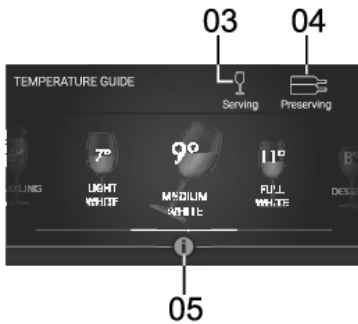 03 04
TEMPERATURE GUIDE
Serving Preserving
7° 9° 11°
LIGHT WHITE MEDIUM WHITE FULL WHITE
i
05